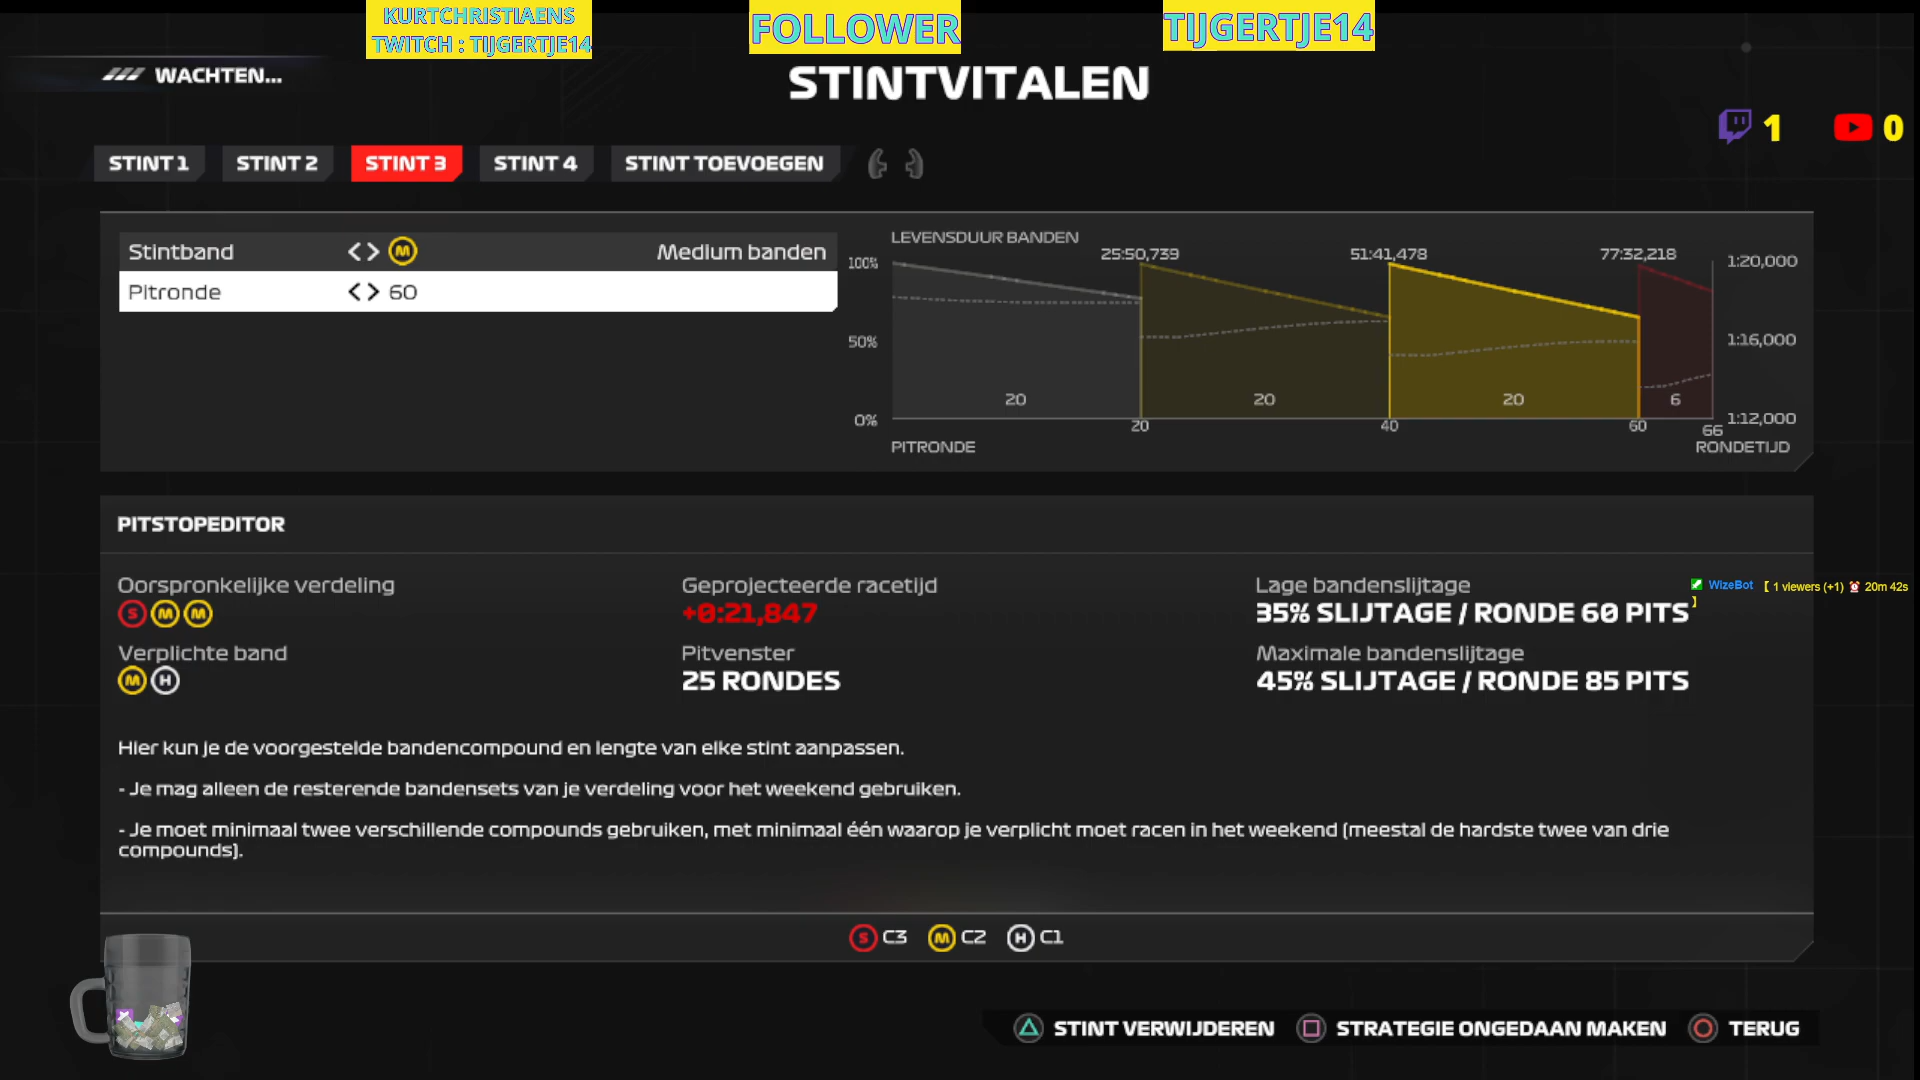 KURTCHRISTIAENS
TWITCH : TIJGERTJE14
FOLLOWER
TIJGERTJE14
WACHTEN...
STINTVITALEN
1
0
STINT 1
STINT 2
STINT 3
STINT 4
STINT TOEVOEGEN
Stintband
M
Medium banden
Pitronde
60
LEVENSDUUR BANDEN
25:50,739
51:41,478
77:32,218
100%
50%
0%
1:20,000
1:16,000
1:12,000
20
20
20
6
20
40
60
66
PITRONDE
RONDETIJD
PITSTOPEDITOR
Oorspronkelijke verdeling
S M M
Geprojecteerde racetijd
+0:21,847
Lage bandenslijtage
35% SLIJTAGE / RONDE 60 PITS
WizeBot [ 1 viewers (+1) 20m 42s
]
Verplichte band
M H
Pitvenster
25 RONDES
Maximale bandenslijtage
45% SLIJTAGE / RONDE 85 PITS
Hier kun je de voorgestelde bandencompound en lengte van elke stint aanpassen.
- Je mag alleen de resterende bandensets van je verdeling voor het weekend gebruiken.
- Je moet minimaal twee verschillende compounds gebruiken, met minimaal één waarop je verplicht moet racen in het weekend (meestal de hardste twee van drie
compounds).
S C3 M C2 H C1
STINT VERWIJDEREN
STRATEGIE ONGEDAAN MAKEN
TERUG